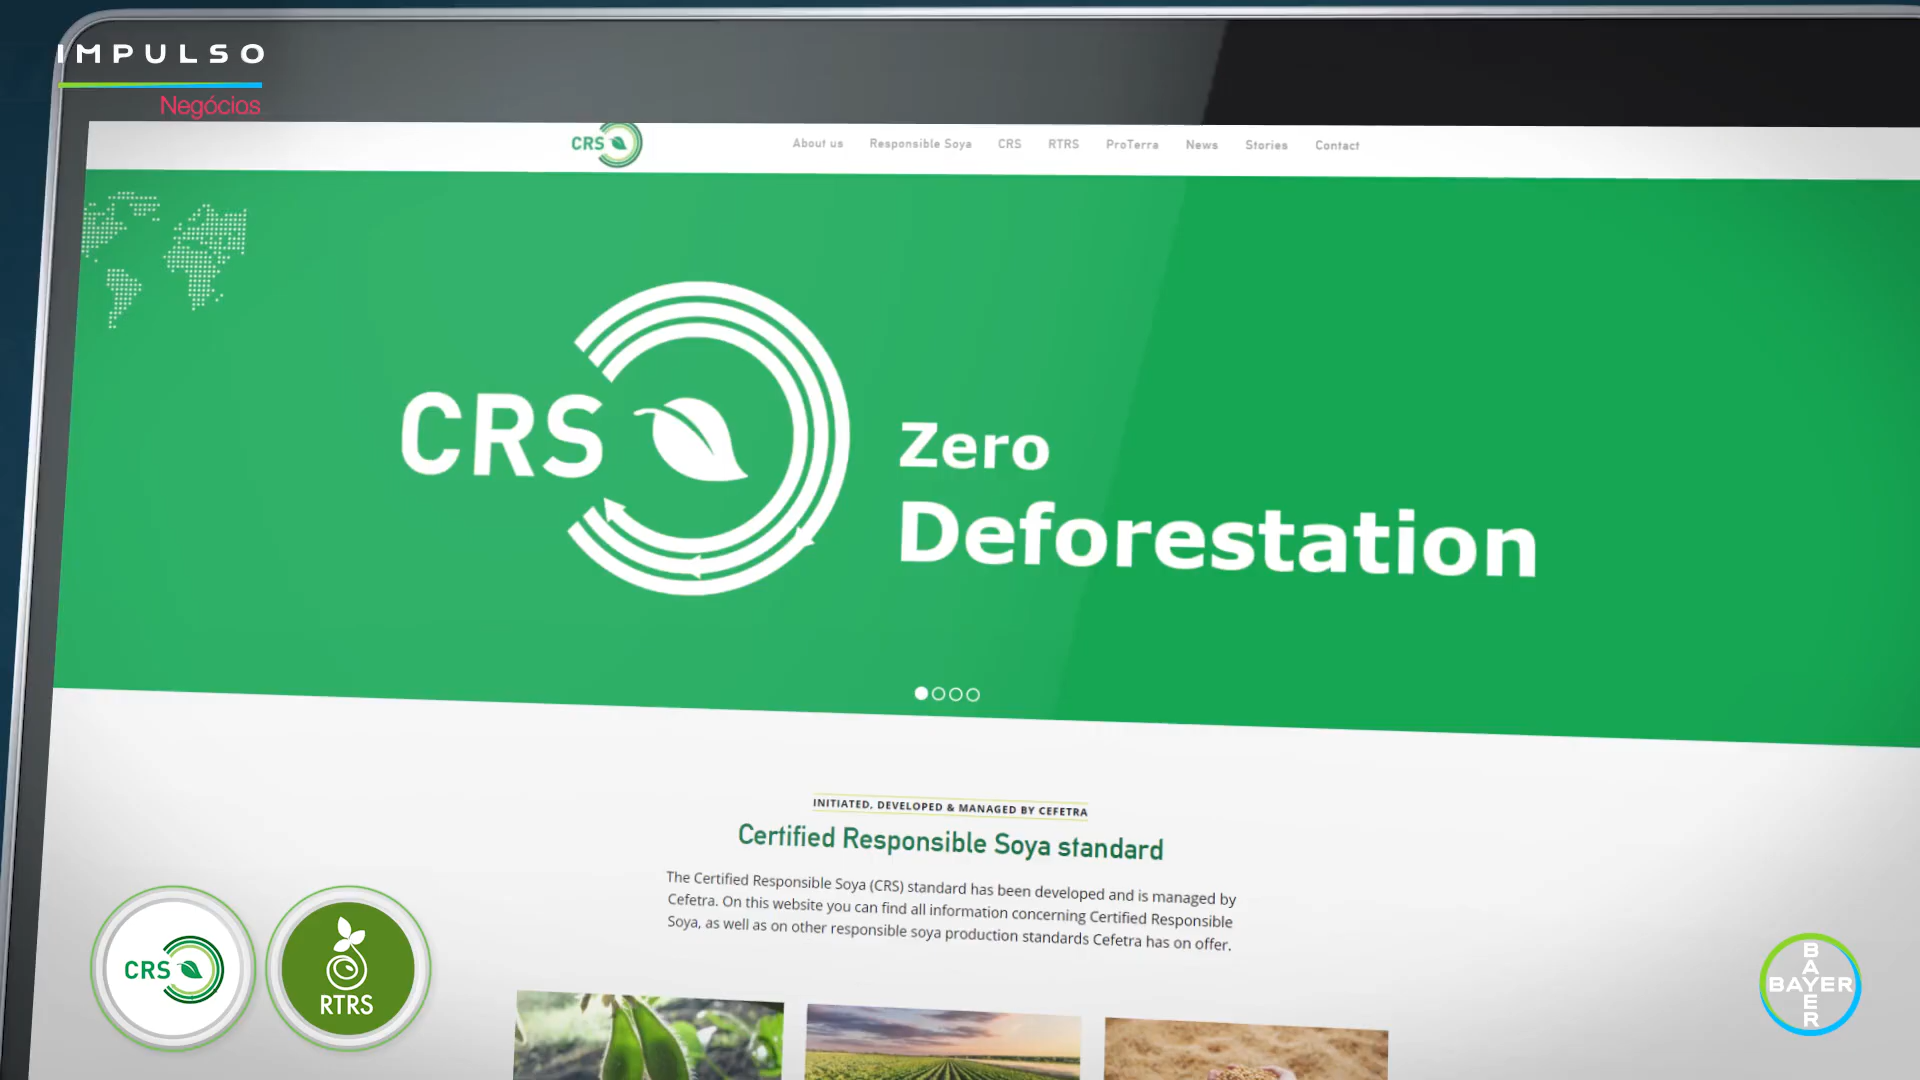 IMPULSO
Negócios
CRS
About us Responsible Soya CRS RTRS ProTerra News Stories Contact
CRS
Zero
Deforestation
INITIATED, DEVELOPED & MANAGED BY CEFETRA
Certified Responsible Soya standard
The Certified Responsible Soya (CRS) standard has been developed and is managed by
Cefetra. On this website you can find all information concerning Certified Responsible
Soya, as well as on other responsible soya production standards Cefetra has on offer.
CRS
RTRS
BAYER
BAYER